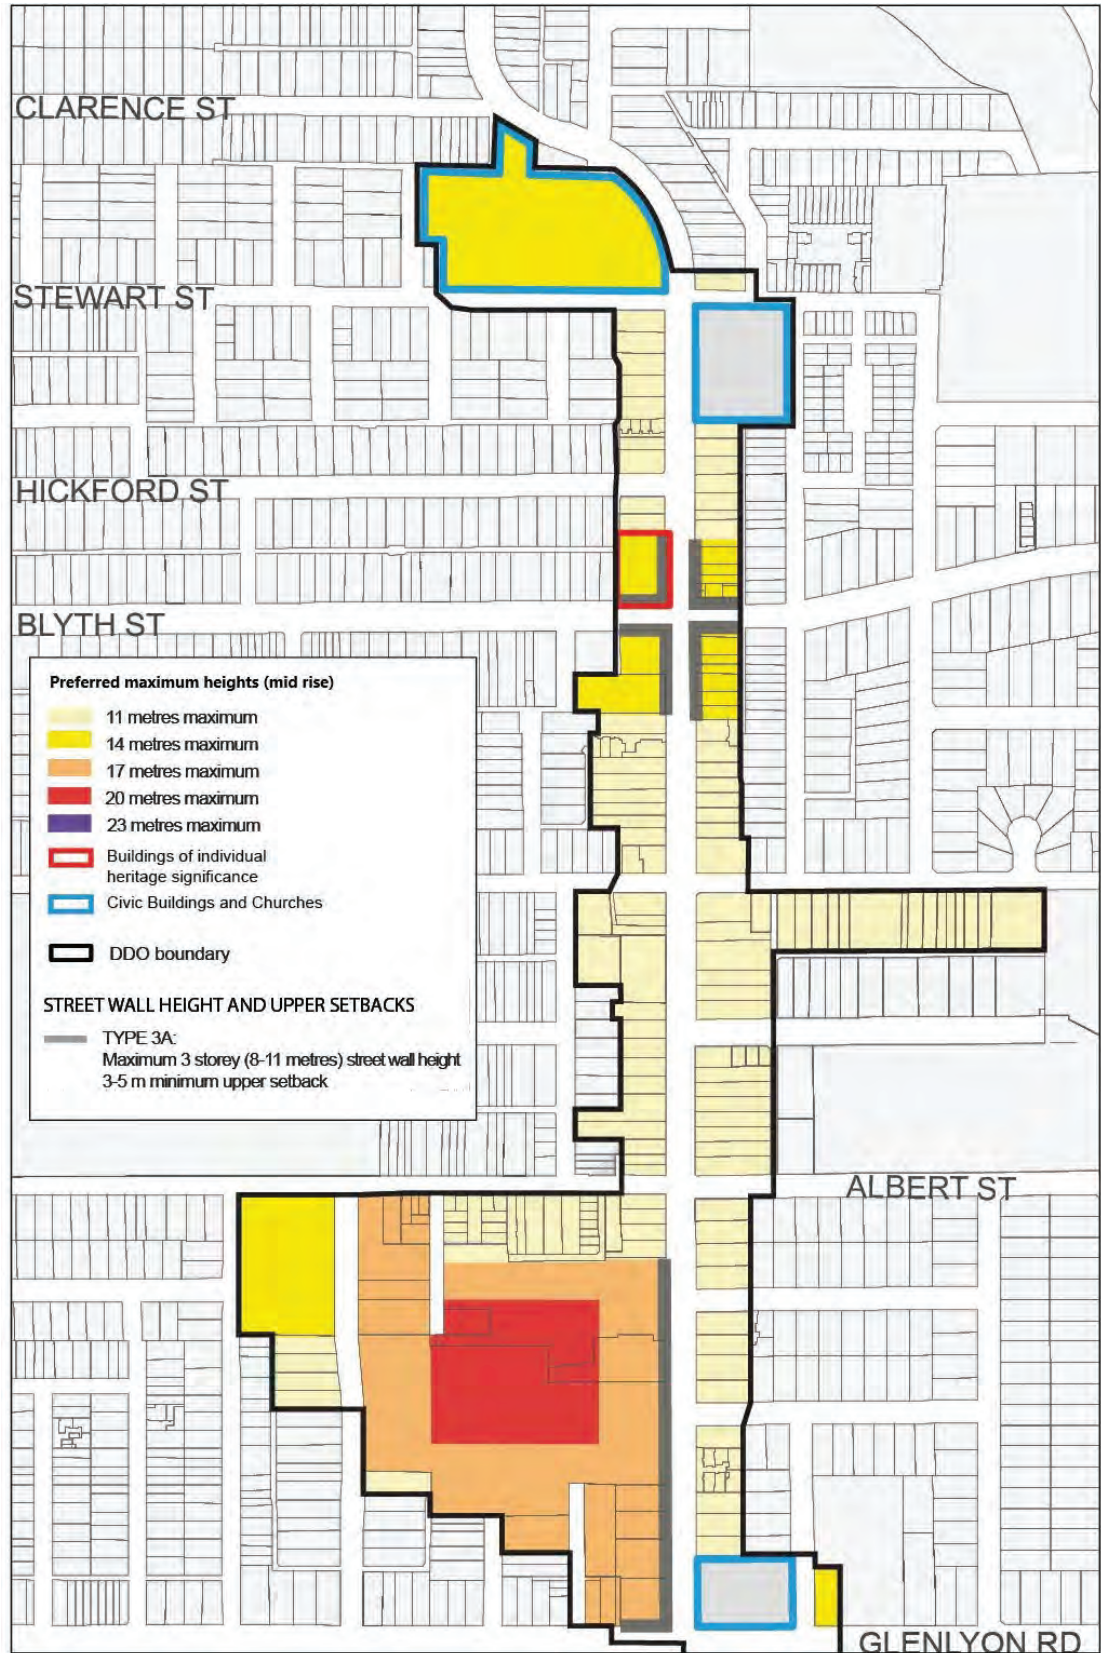 CLARENCE ST
STEWART ST
HICKFORD ST
BLYTH ST
Preferred maximum heights (mid rise)
11 metres maximum
14 metres maximum
17 metres maximum
20 metres maximum
23 metres maximum
Buildings of individual
heritage significance
Civic Buildings and Churches
DDO boundary
STREET WALL HEIGHT AND UPPER SETBACKS
TYPE 3A:
Maximum 3 storey (8-11 metres) street wall height
3-5 m minimum upper setback
ALBERT ST
GLENLYON RD